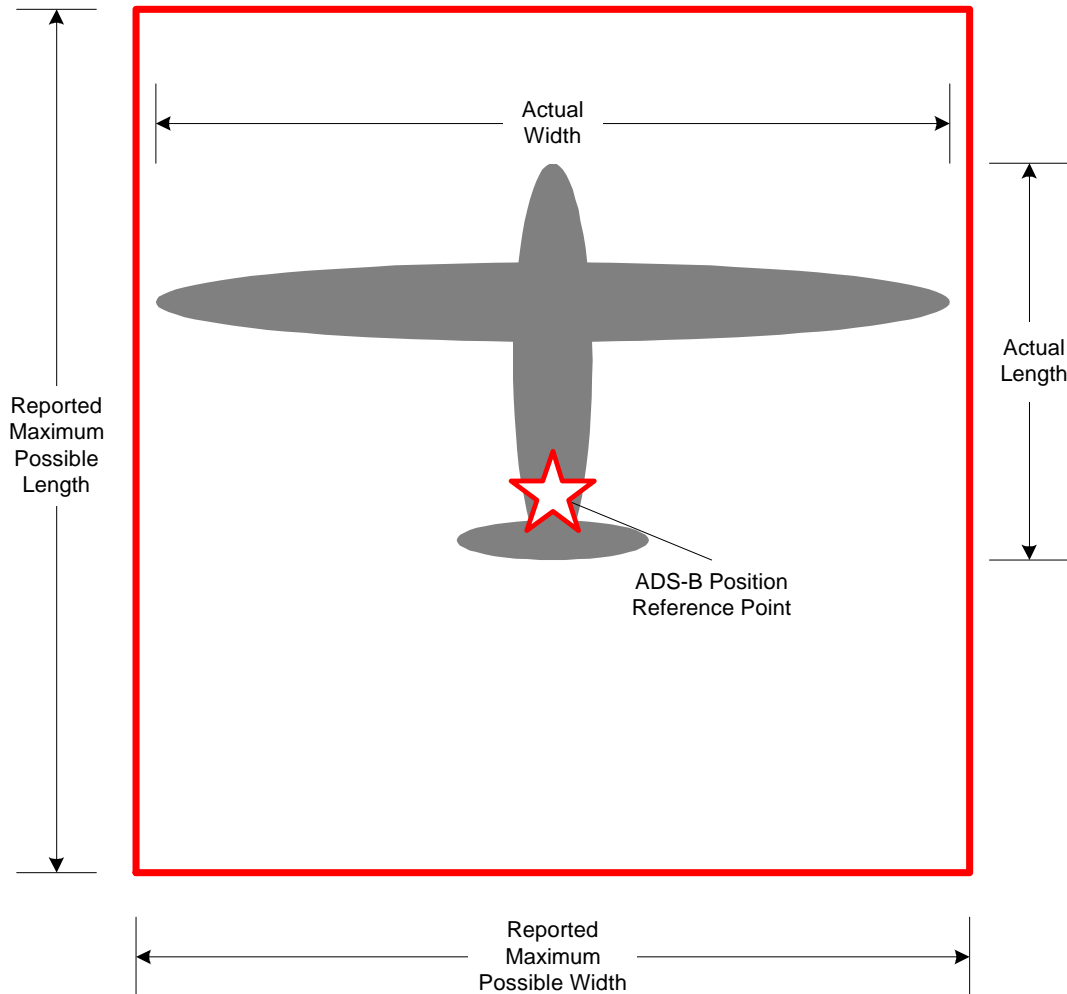 Actual
Width
Actual
Length
Reported
Maximum
Possible
Length
ADS-B Position
Reference Point
Reported
Maximum
Possible Width